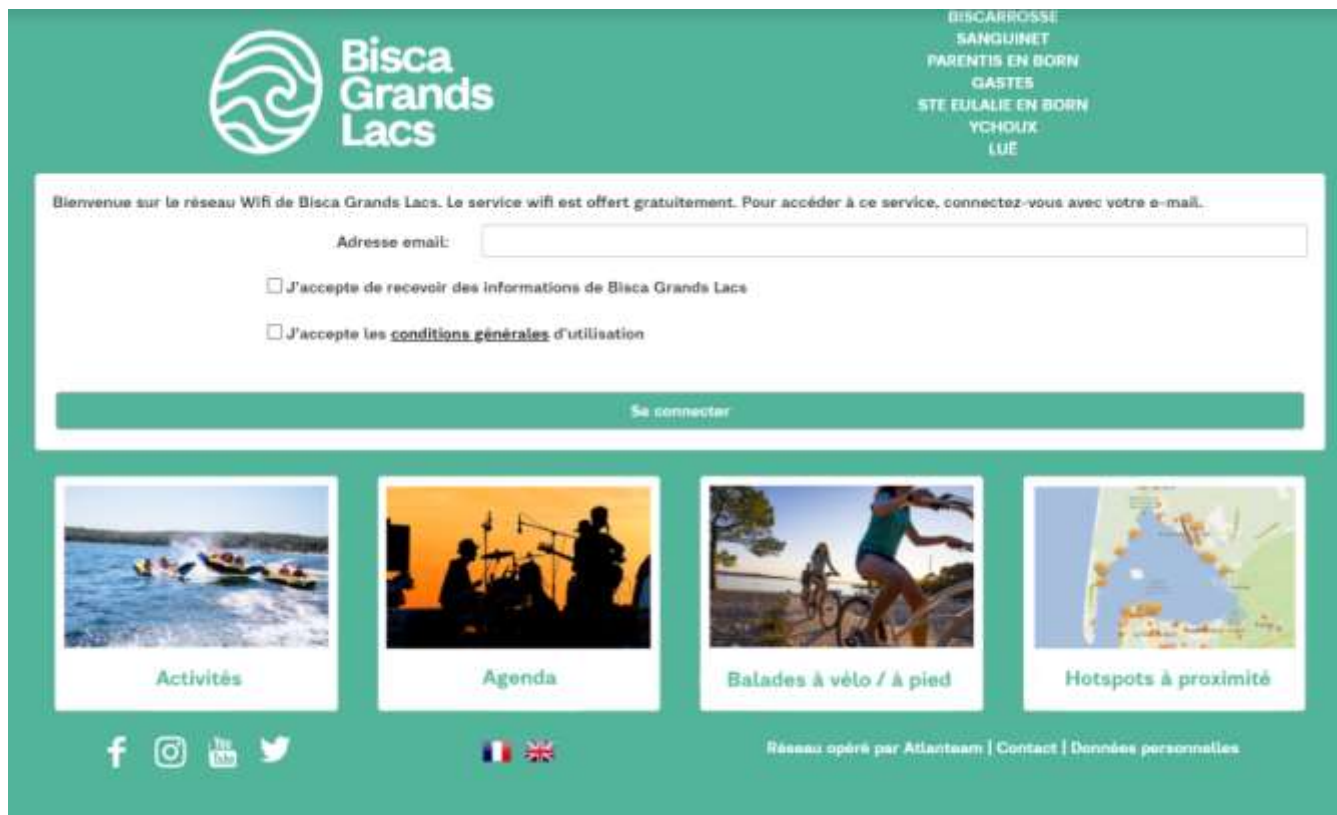 Bisca
Grands
Lacs
BISCARROSSE
SANGUINET
PARENTIS EN BORN
GASTES
STE EULALIE EN BORN
YCHOUX
LUË
Bienvenue sur le réseau Wifi de Bisca Grands Lacs. Le service wifi est offert gratuitement. Pour accéder à ce service, connectez-vous avec votre e-mail.
Adresse email:
J'accepte de recevoir des informations de Bisca Grands Lacs
J'accepte les conditions générales d'utilisation
Se connecter
Activités
Agenda
Balades à vélo / à pied
Hotspots à proximité
You
Tube
Réseau opéré par Atlanteam | Contact | Données personnelles